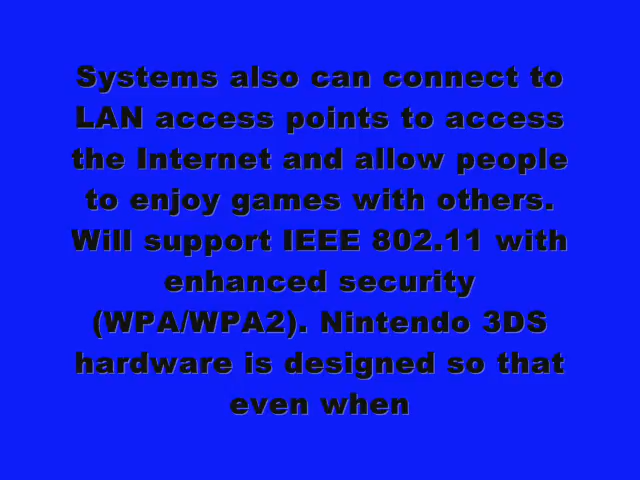 Systems also can connect to
LAN access points to access
the Internet and allow people
to enjoy games with others.
Will support IEEE 802.11 with
enhanced security
(WPA/WPA2). Nintendo 3DS
hardware is designed so that
even when